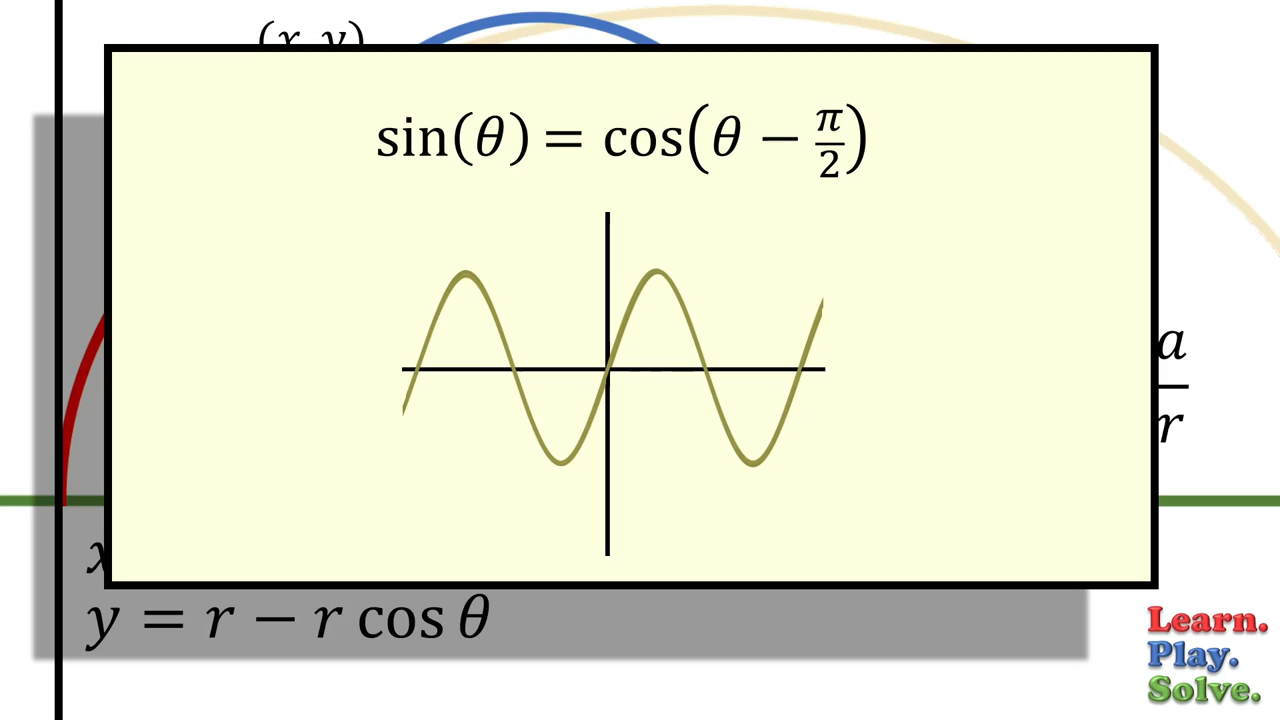 (x, y)
sin(θ) = cos(θ − π/2)
a/r
x
y = r − r cos θ
Learn.
Play.
Solve.